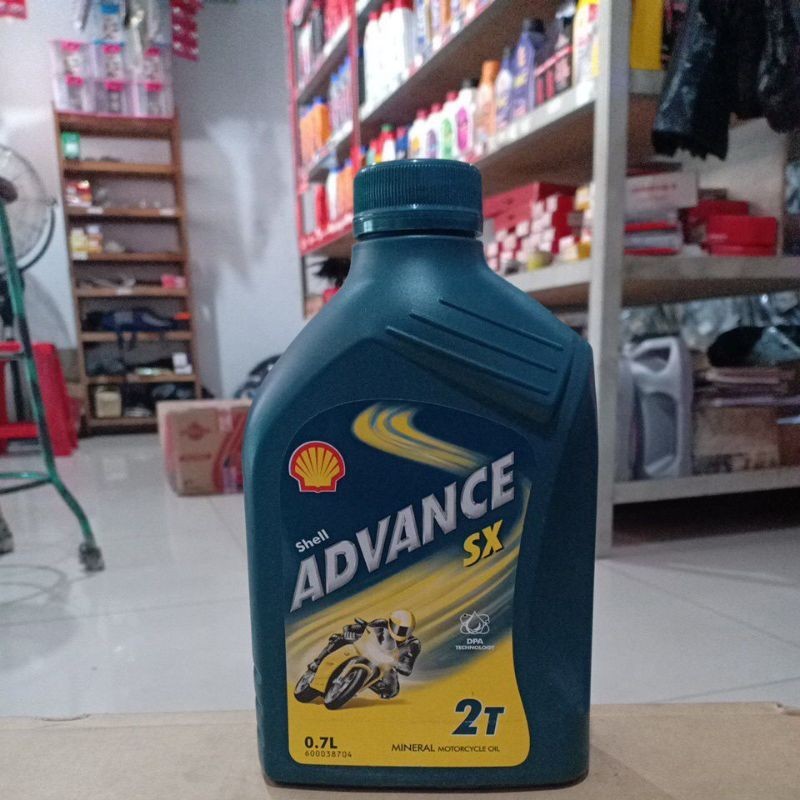 Shell
ADVANCE
SX
DPA
TECHNOLOGY
2T
0.7L
600038704
MINERAL MOTORCYCLE OIL